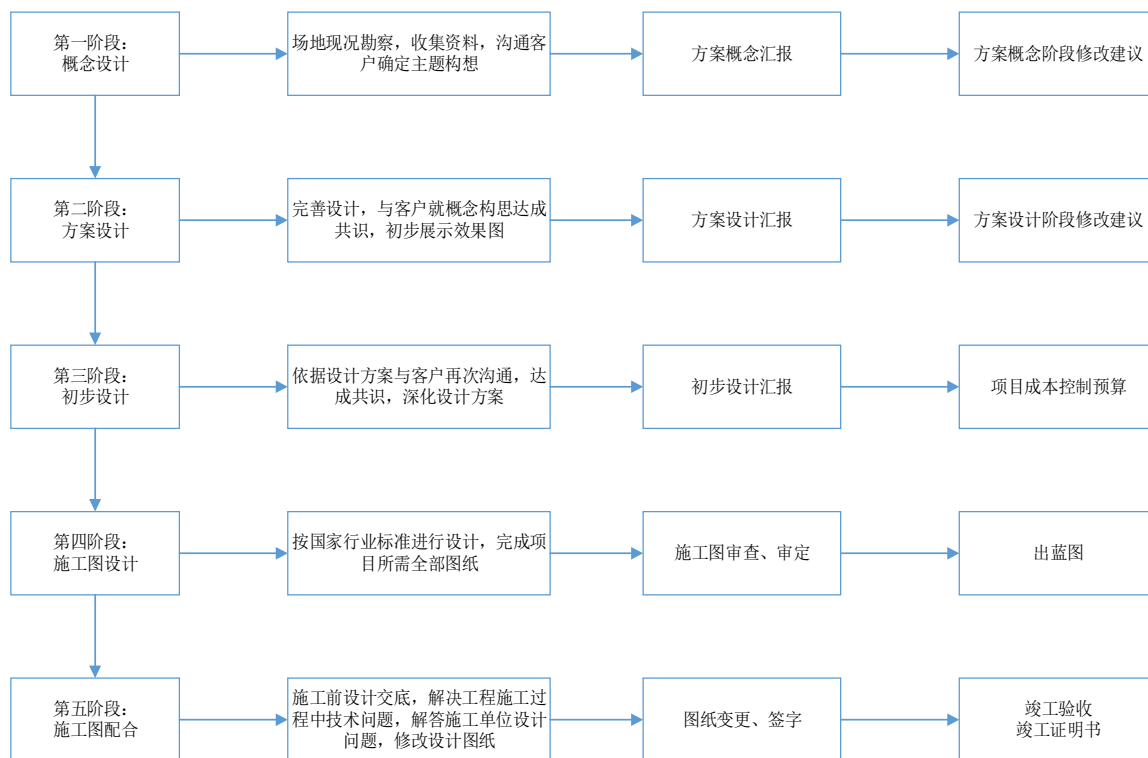 第一阶段：
概念设计
场地现况勘察，收集资料，沟通客
户确定主题构想
方案概念汇报
方案概念阶段修改建议
第二阶段：
方案设计
完善设计，与客户就概念构思达成
共识，初步展示效果图
方案设计汇报
方案设计阶段修改建议
第三阶段：
初步设计
依据设计方案与客户再次沟通，达
成共识，深化设计方案
初步设计汇报
项目成本控制预算
第四阶段：
施工图设计
按国家行业标准进行设计，完成项
目所需全部图纸
施工图审查、审定
出蓝图
第五阶段：
施工图配合
施工前设计交底，解决工程施工过
程中技术问题，解答施工单位设计
问题，修改设计图纸
图纸变更、签字
竣工验收
竣工证明书